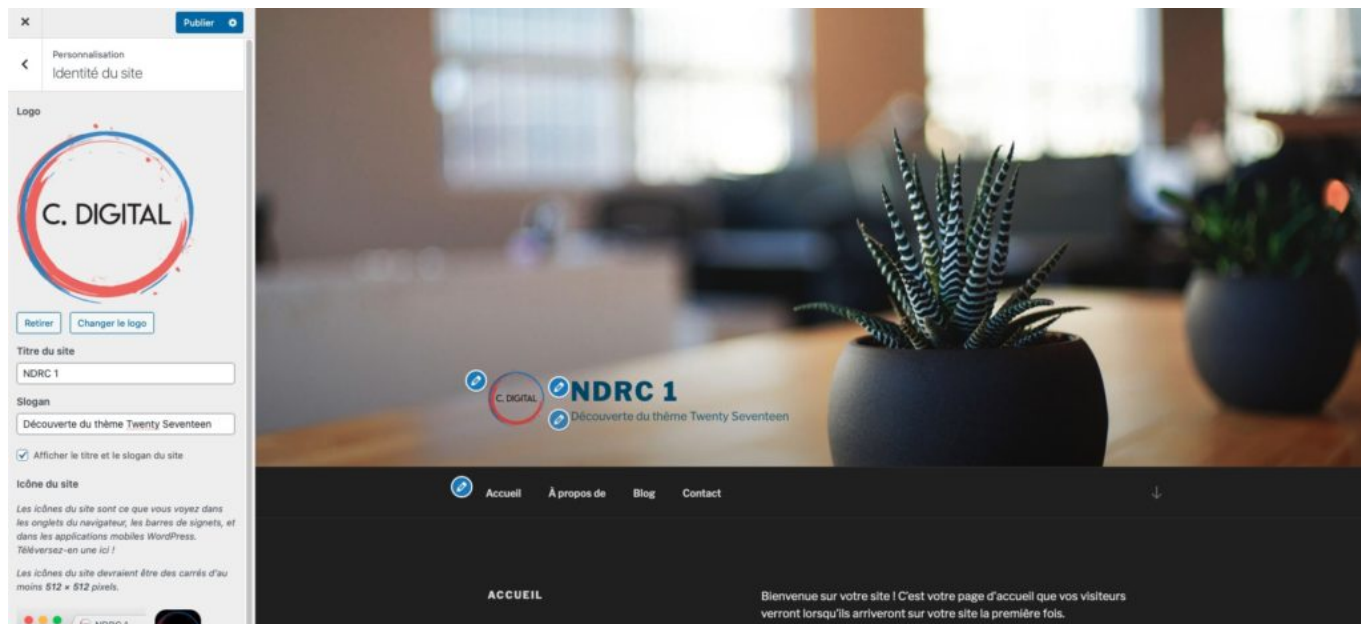 ×
Publier
Personnalisation
Identité du site
Logo
C. DIGITAL
Retirer
Changer le logo
Titre du site
NDRC 1
Slogan
Découverte du thème Twenty Seventeen
Afficher le titre et le slogan du site
Icône du site
Les icônes du site sont ce que vous voyez dans
les onglets du navigateur, les barres de signets, et
dans les applications mobiles WordPress.
Téléversez-en une ici !
Les icônes du site devraient être des carrés d'au
moins 512 × 512 pixels.
C. DIGITAL
NDRC 1
Découverte du thème Twenty Seventeen
Accueil
À propos de
Blog
Contact
ACCUEIL
Bienvenue sur votre site ! C'est votre page d'accueil que vos visiteurs
verront lorsqu'ils arriveront sur votre site la première fois.